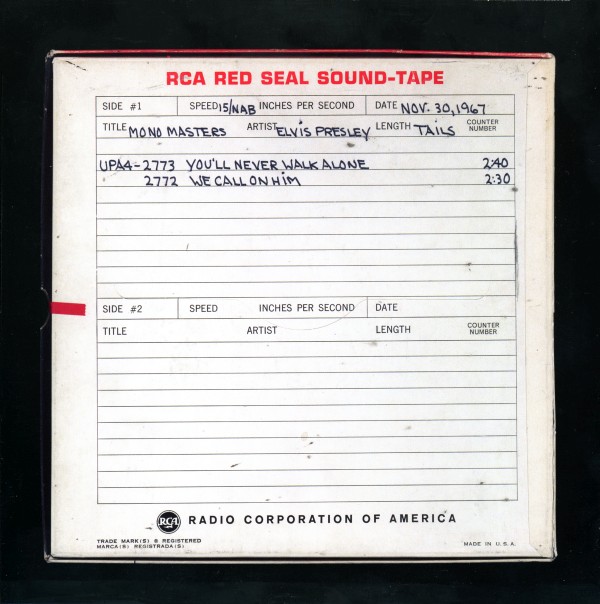 RCA RED SEAL SOUND-TAPE
SIDE #1 SPEED 15/NAB INCHES PER SECOND DATE NOV. 30, 1967
TITLE MONO MASTERS ARTIST ELVIS PRESLEY LENGTH TAILS COUNTER NUMBER
UPA4-2773 YOU'LL NEVER WALK ALONE 2:40
2772 WE CALL ON HIM 2:30
SIDE #2 SPEED INCHES PER SECOND DATE
TITLE ARTIST LENGTH COUNTER NUMBER
RCA RADIO CORPORATION OF AMERICA
TRADE MARK(S) ® REGISTERED
MARCA(S) REGISTRADA(S)
MADE IN U.S.A.